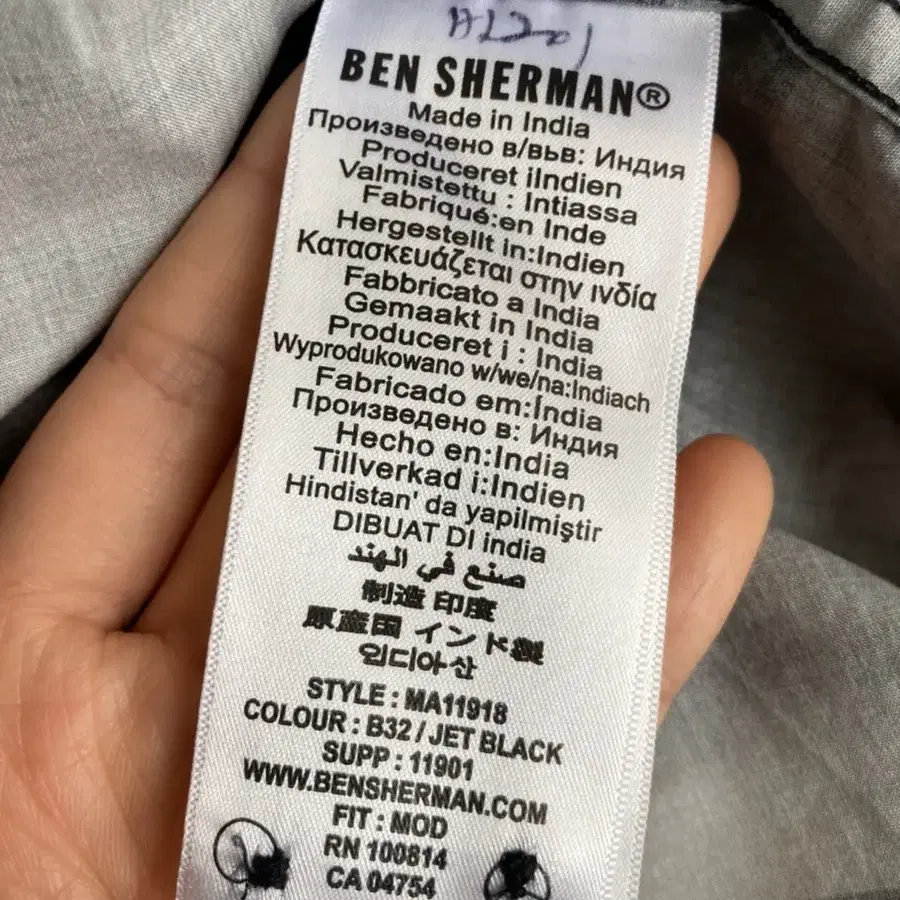 BEN SHERMAN®
Made in India
Произведено в/вьв: Индия
Produceret iIndien
Valmistettu : Intiassa
Fabriqué:en Inde
Hergestellt in:Indien
Κατασκευάζεται στην ινδία
Fabbricato a India
Gemaakt in India
Produceret i : India
Wyprodukowano w/we/na:Indiach
Fabricado em:Índia
Произведено в: Индия
Hecho en:India
Tillverkad i:Indien
Hindistan' da yapilmiştir
DIBUAT DI india
صنع في الهند
制造 印度
原産国 インド製
인디아산
STYLE : MA11918
COLOUR : B32 / JET BLACK
SUPP : 11901
WWW.BENSHERMAN.COM
FIT : MOD
RN 100814
CA 04754